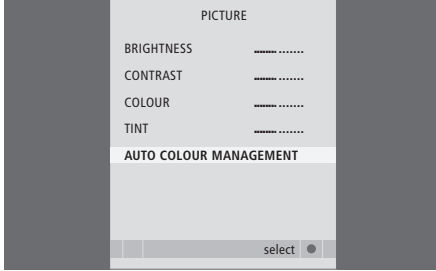 PICTURE
BRIGHTNESS ..............
CONTRAST ..............
COLOUR ..............
TINT ..............
AUTO COLOUR MANAGEMENT
select